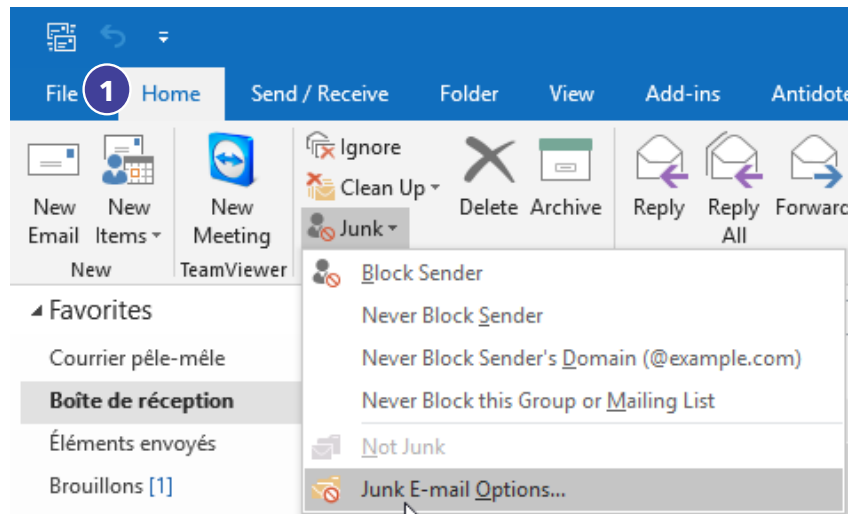 File 1 Home Send / Receive Folder View Add-ins Antidote
Ignore
Clean Up
Junk
New Email
New Items
New Meeting
Delete
Archive
Reply
Reply All
Forward
New
TeamViewer
Block Sender
Never Block Sender
Never Block Sender's Domain (@example.com)
Never Block this Group or Mailing List
Not Junk
Junk E-mail Options...
Favorites
Courrier pêle-mêle
Boîte de réception
Éléments envoyés
Brouillons [1]